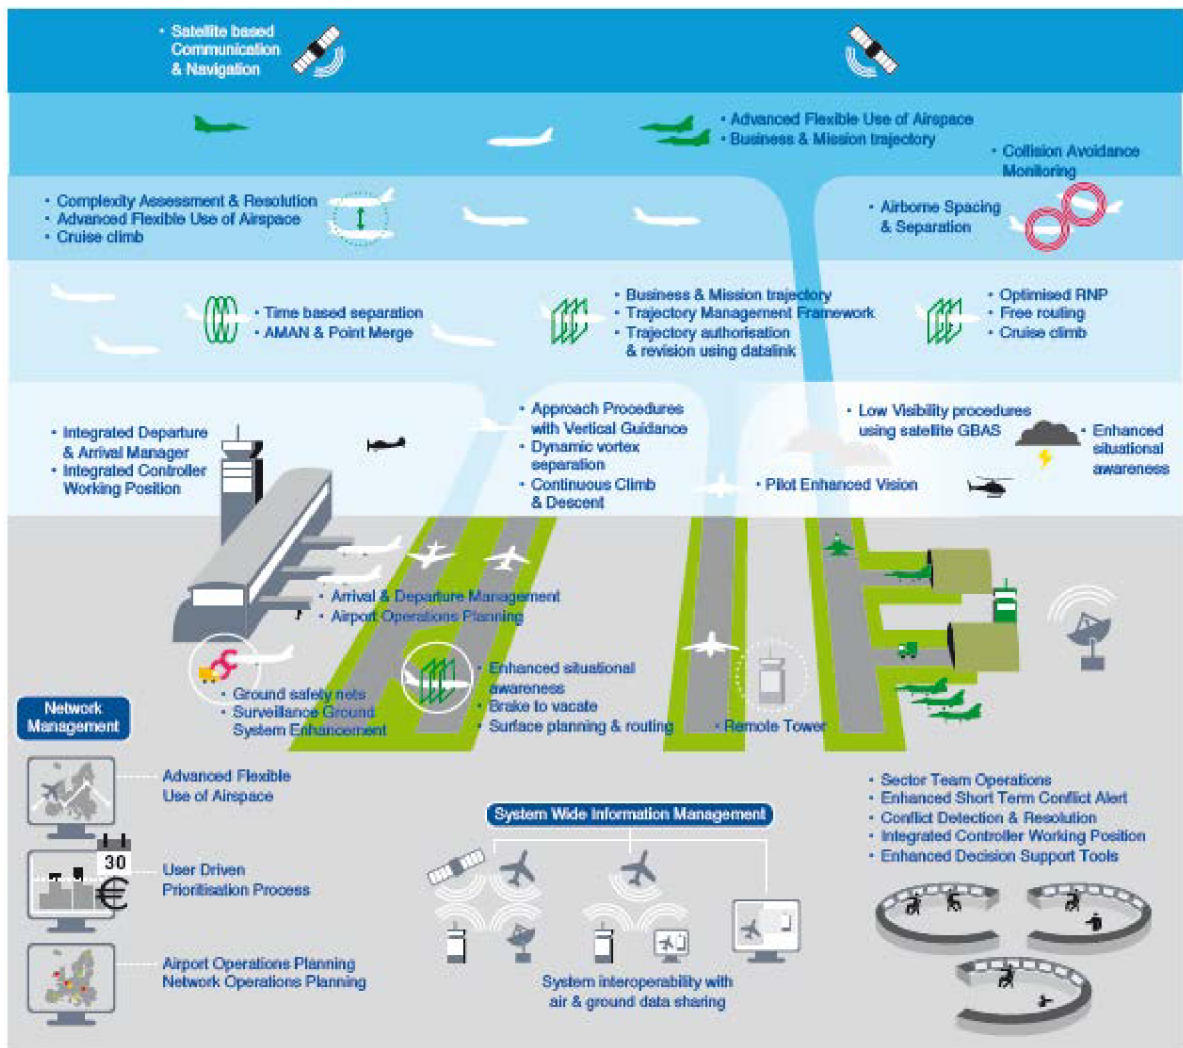 • Satellite based
Communication
& Navigation
• Advanced Flexible Use of Airspace
• Business & Mission trajectory
• Collision Avoidance
Monitoring
• Complexity Assessment & Resolution
• Advanced Flexible Use of Airspace
• Cruise climb
• Airborne Spacing
& Separation
• Time based separation
• AMAN & Point Merge
• Business & Mission trajectory
• Trajectory Management Framework
• Trajectory authorisation
& revision using datalink
• Optimised RNP
• Free routing
• Cruise climb
• Integrated Departure
& Arrival Manager
• Integrated Controller
Working Position
• Approach Procedures
with Vertical Guidance
• Dynamic vortex
separation
• Continuous Climb
& Descent
• Low Visibility procedures
using satellite GBAS
• Enhanced
situational
awareness
• Pilot Enhanced Vision
• Arrival & Departure Management
• Airport Operations Planning
• Ground safety nets
• Surveillance Ground
System Enhancement
• Enhanced situational
awareness
• Brake to vacate
• Surface planning & routing
• Remote Tower
Network
Management
Advanced Flexible
Use of Airspace
30
€
User Driven
Prioritisation Process
Airport Operations Planning
Network Operations Planning
System Wide Information Management
System interoperability with
air & ground data sharing
• Sector Team Operations
• Enhanced Short Term Conflict Alert
• Conflict Detection & Resolution
• Integrated Controller Working Position
• Enhanced Decision Support Tools